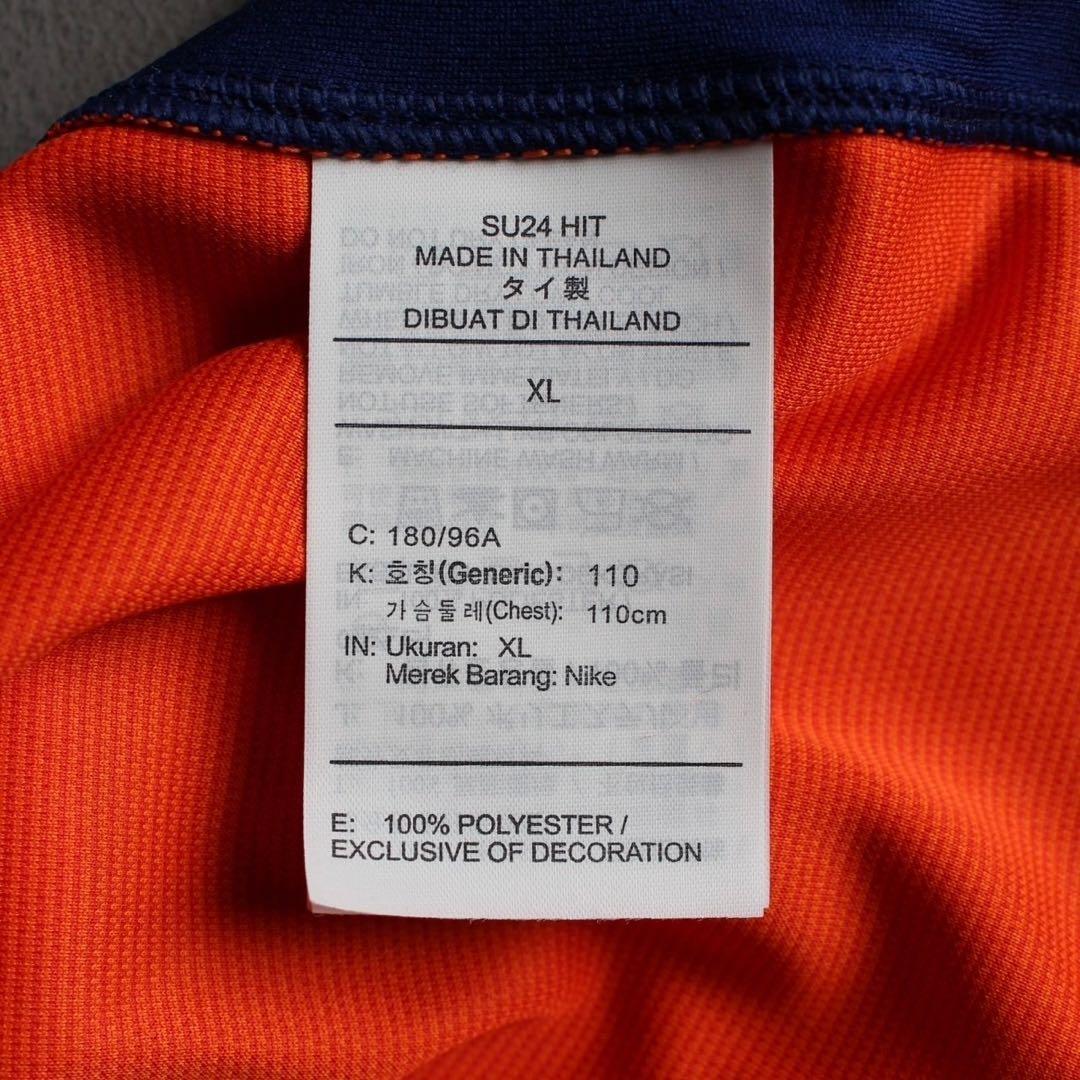 SU24 HIT
MADE IN THAILAND
タイ製
DIBUAT DI THAILAND
XL
C: 180/96A
K: 호칭(Generic): 110
가슴둘레(Chest): 110cm
IN: Ukuran: XL
Merek Barang: Nike
E: 100% POLYESTER /
EXCLUSIVE OF DECORATION